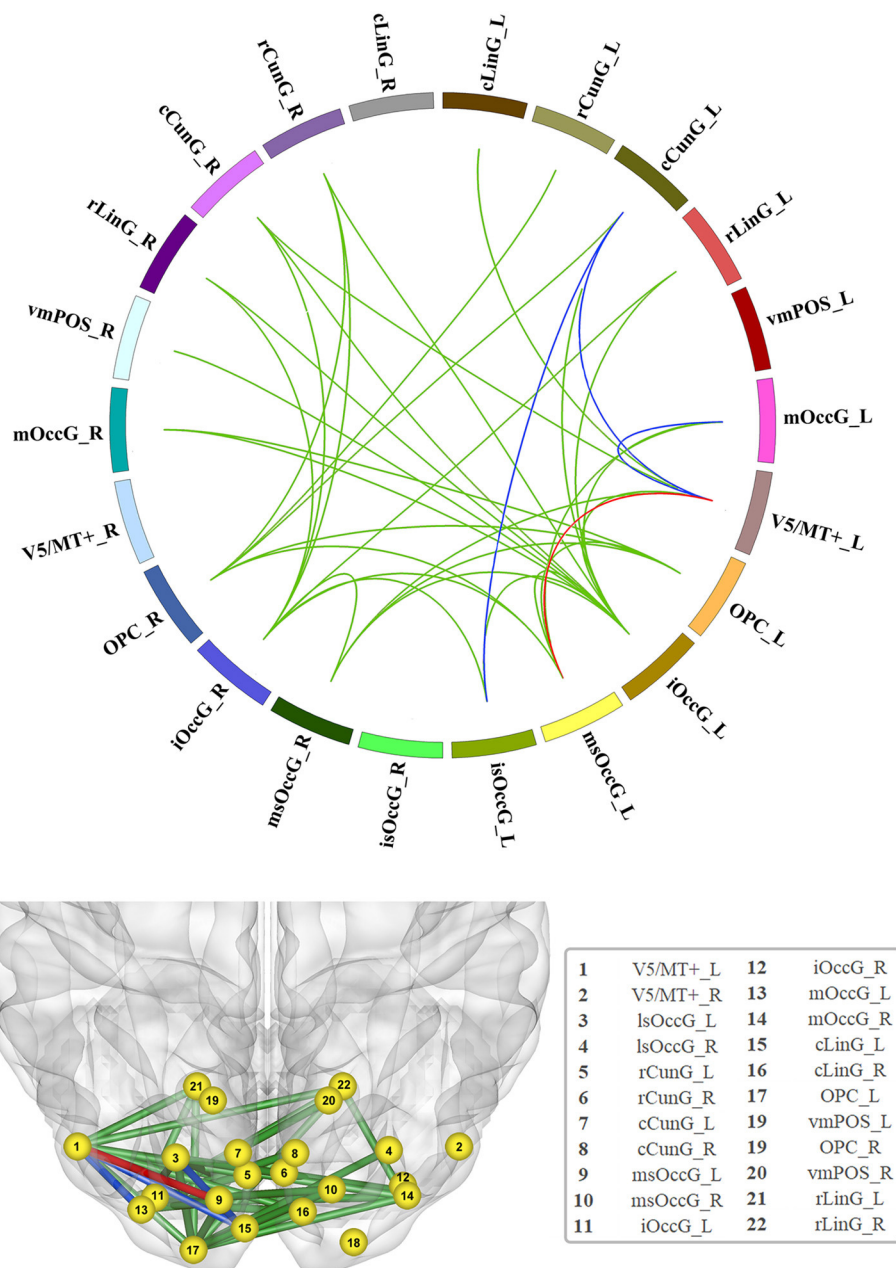 cLinG_R
cLinG_L
rCunG_R
rCunG_L
cCunG_R
cCunG_L
rLinG_R
rLinG_L
vmPOS_R
vmPOS_L
mOccG_R
mOccG_L
V5/MT+_R
V5/MT+_L
OPC_R
OPC_L
iOccG_R
iOccG_L
msOccG_R
msOccG_L
isOccG_R
isOccG_L
21
22
19
20
1
3
7
8
4
2
5
6
11
9
10
12
13
14
15
16
17
18
1 V5/MT+_L 12 iOccG_R
2 V5/MT+_R 13 mOccG_L
3 lsOccG_L 14 mOccG_R
4 lsOccG_R 15 cLinG_L
5 rCunG_L 16 cLinG_R
6 rCunG_R 17 OPC_L
7 cCunG_L 19 vmPOS_L
8 cCunG_R 19 OPC_R
9 msOccG_L 20 vmPOS_R
10 msOccG_R 21 rLinG_L
11 iOccG_L 22 rLinG_R